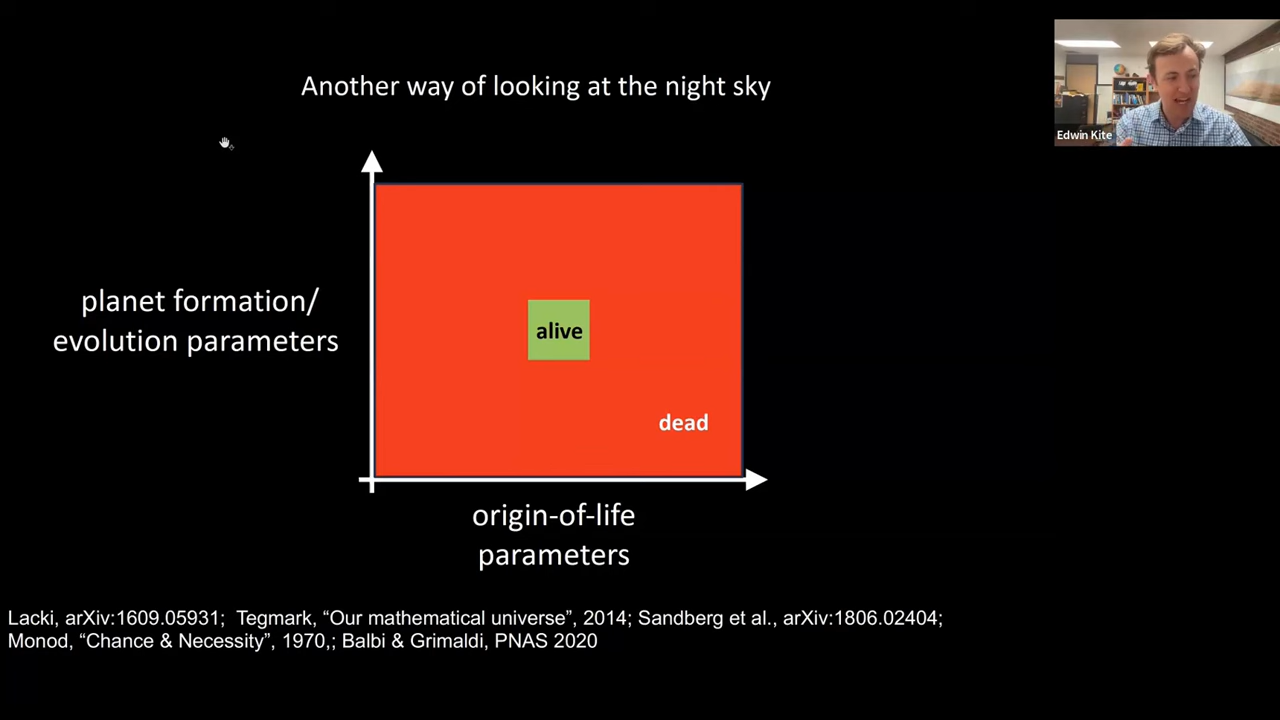 Another way of looking at the night sky
Edwin Kite
planet formation/
evolution parameters
alive
dead
origin-of-life
parameters
Lacki, arXiv:1609.05931;  Tegmark, “Our mathematical universe”, 2014; Sandberg et al., arXiv:1806.02404;
Monod, “Chance & Necessity”, 1970,; Balbi & Grimaldi, PNAS 2020